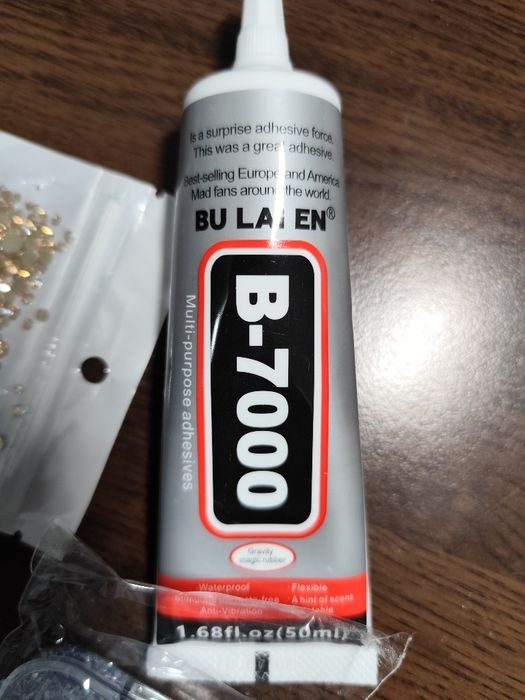 Is a surprise adhesive force.
This was a great adhesive.
Best-selling Europe and America
Mad fans around the world.
BU LAI EN®
B-7000
Multi-purpose adhesives
Gravity
magic rubber
Waterproof
· Flexible
free
· A hint of scent
Anti-Vibration
1.68fl.oz(50ml)